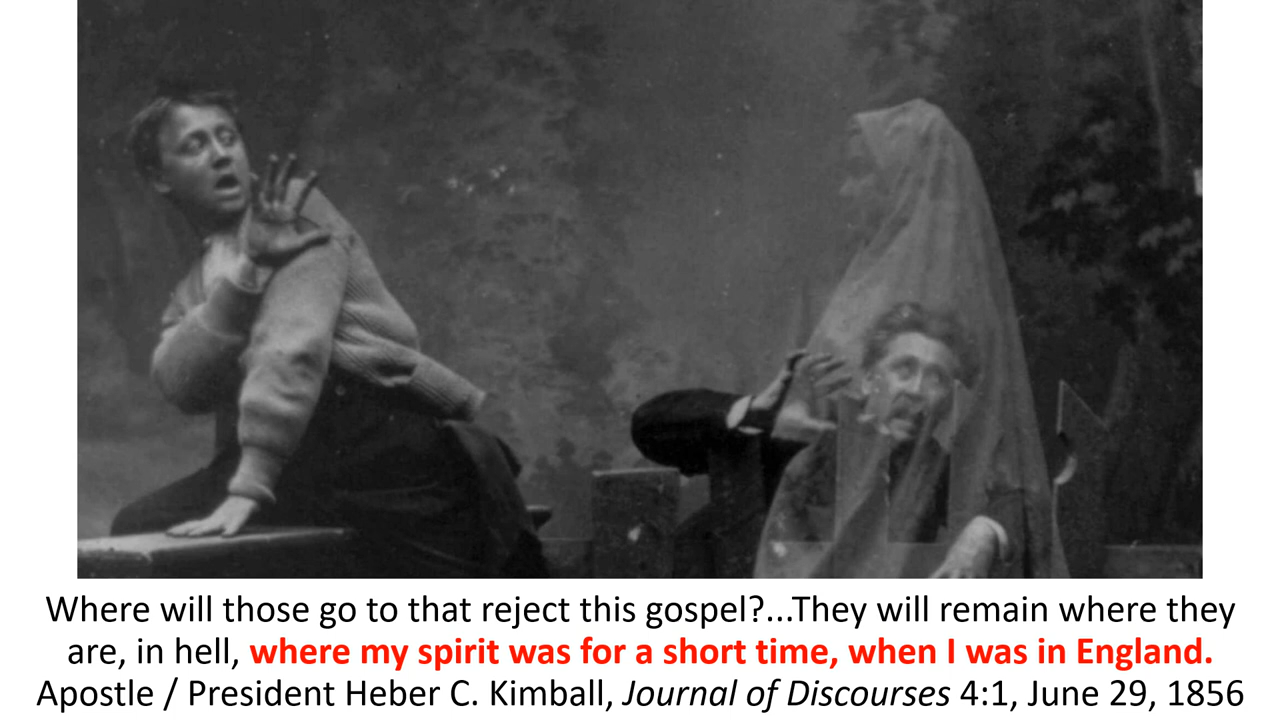 Where will those go to that reject this gospel?...They will remain where they
are, in hell, where my spirit was for a short time, when I was in England.
Apostle / President Heber C. Kimball, Journal of Discourses 4:1, June 29, 1856